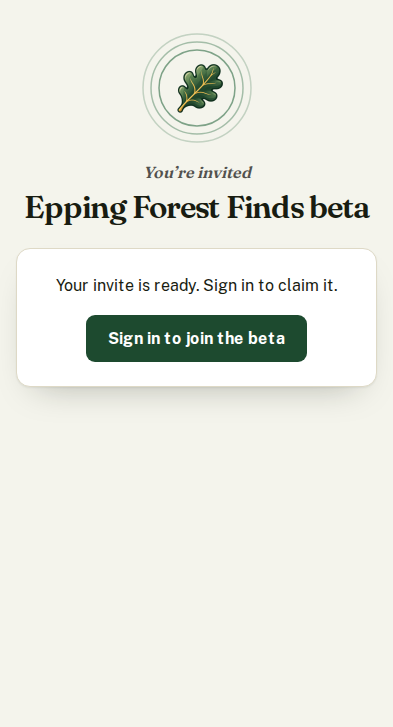 You’re invited
Epping Forest Finds beta
Your invite is ready. Sign in to claim it.
Sign in to join the beta